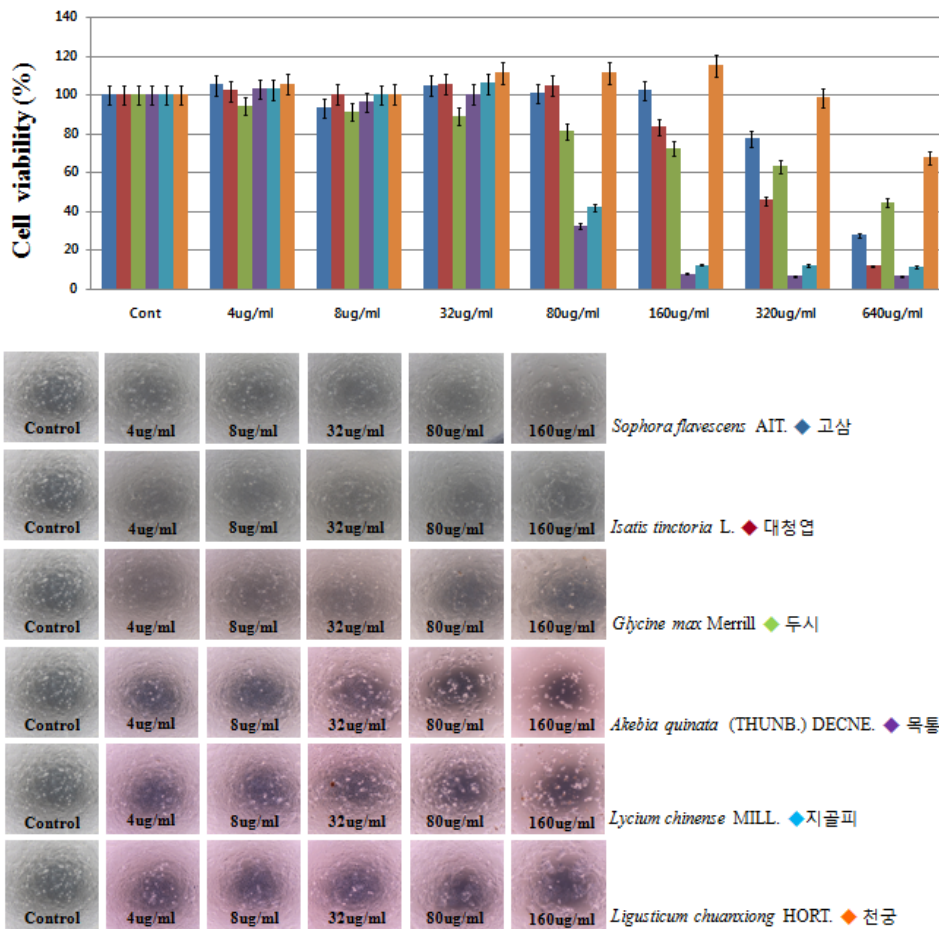 140
120
100
80
60
40
20
0
Cell viability (%)
Cont 4ug/ml 8ug/ml 32ug/ml 80ug/ml 160ug/ml 320ug/ml 640ug/ml
Control 4ug/ml 8ug/ml 32ug/ml 80ug/ml 160ug/ml
Sophora flavescens AIT. ◆ 고삼
Control 4ug/ml 8ug/ml 32ug/ml 80ug/ml 160ug/ml
Isatis tinctoria L. ◆ 대청엽
Control 4ug/ml 8ug/ml 32ug/ml 80ug/ml 160ug/ml
Glycine max Merrill ◆ 두시
Control 4ug/ml 8ug/ml 32ug/ml 80ug/ml 160ug/ml
Akebia quinata (THUNB.) DECNE. ◆ 목통
Control 4ug/ml 8ug/ml 32ug/ml 80ug/ml 160ug/ml
Lycium chinense MILL. ◆지골피
Control 4ug/ml 8ug/ml 32ug/ml 80ug/ml 160ug/ml
Ligusticum chuanxiong HORT. ◆ 천궁